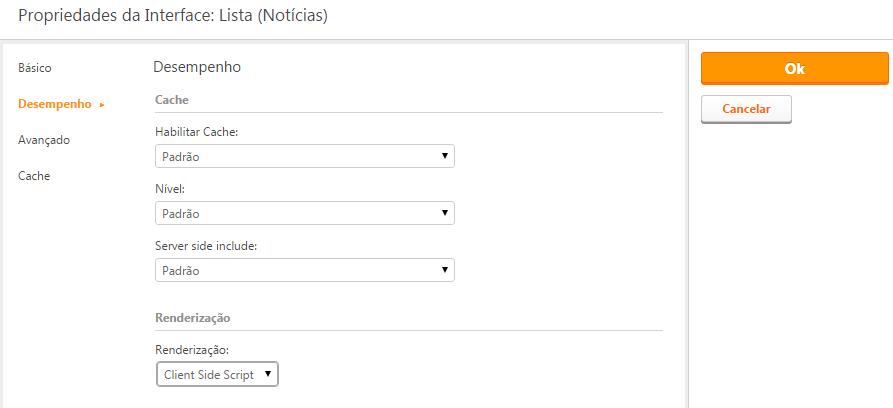 Propriedades da Interface: Lista (Notícias)
Básico
Desempenho ▸
Avançado
Cache
Desempenho
Cache
Habilitar Cache:
Padrão
Nível:
Padrão
Server side include:
Padrão
Renderização
Renderização:
Client Side Script
Ok
Cancelar